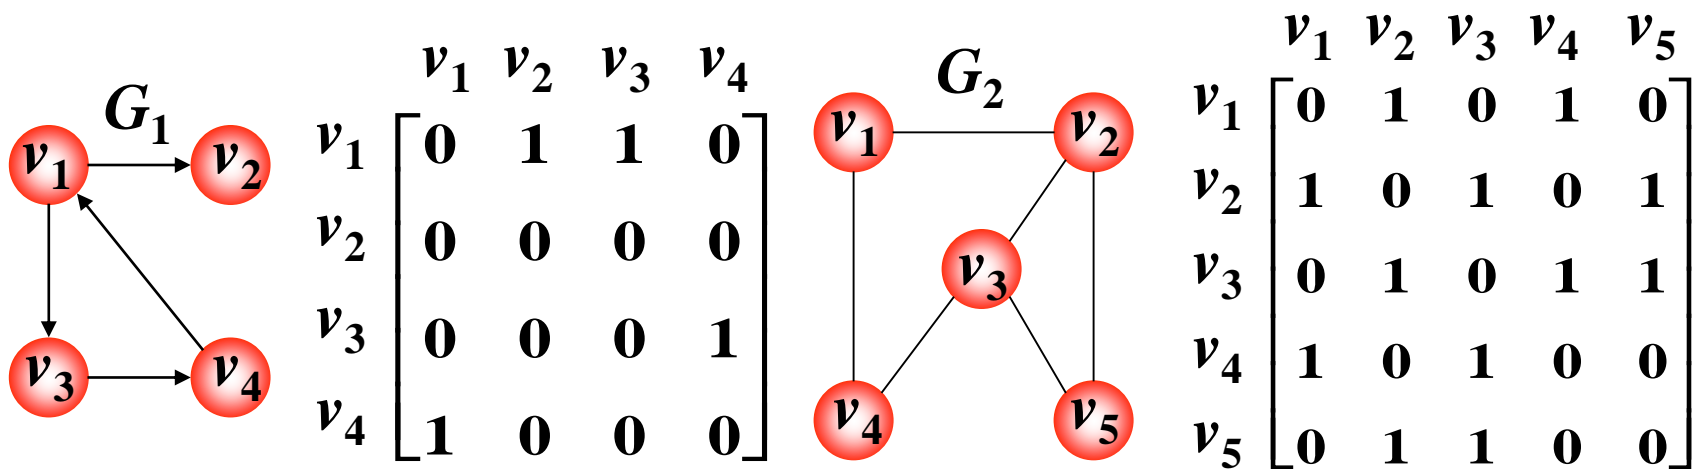 G1
v1 v2
v3 v4
v1 v2 v3 v4
v1 0 1 1 0
v2 0 0 0 0
v3 0 0 0 1
v4 1 0 0 0
G2
v1 v2
v3
v4 v5
v1 v2 v3 v4 v5
v1 0 1 0 1 0
v2 1 0 1 0 1
v3 0 1 0 1 1
v4 1 0 1 0 0
v5 0 1 1 0 0